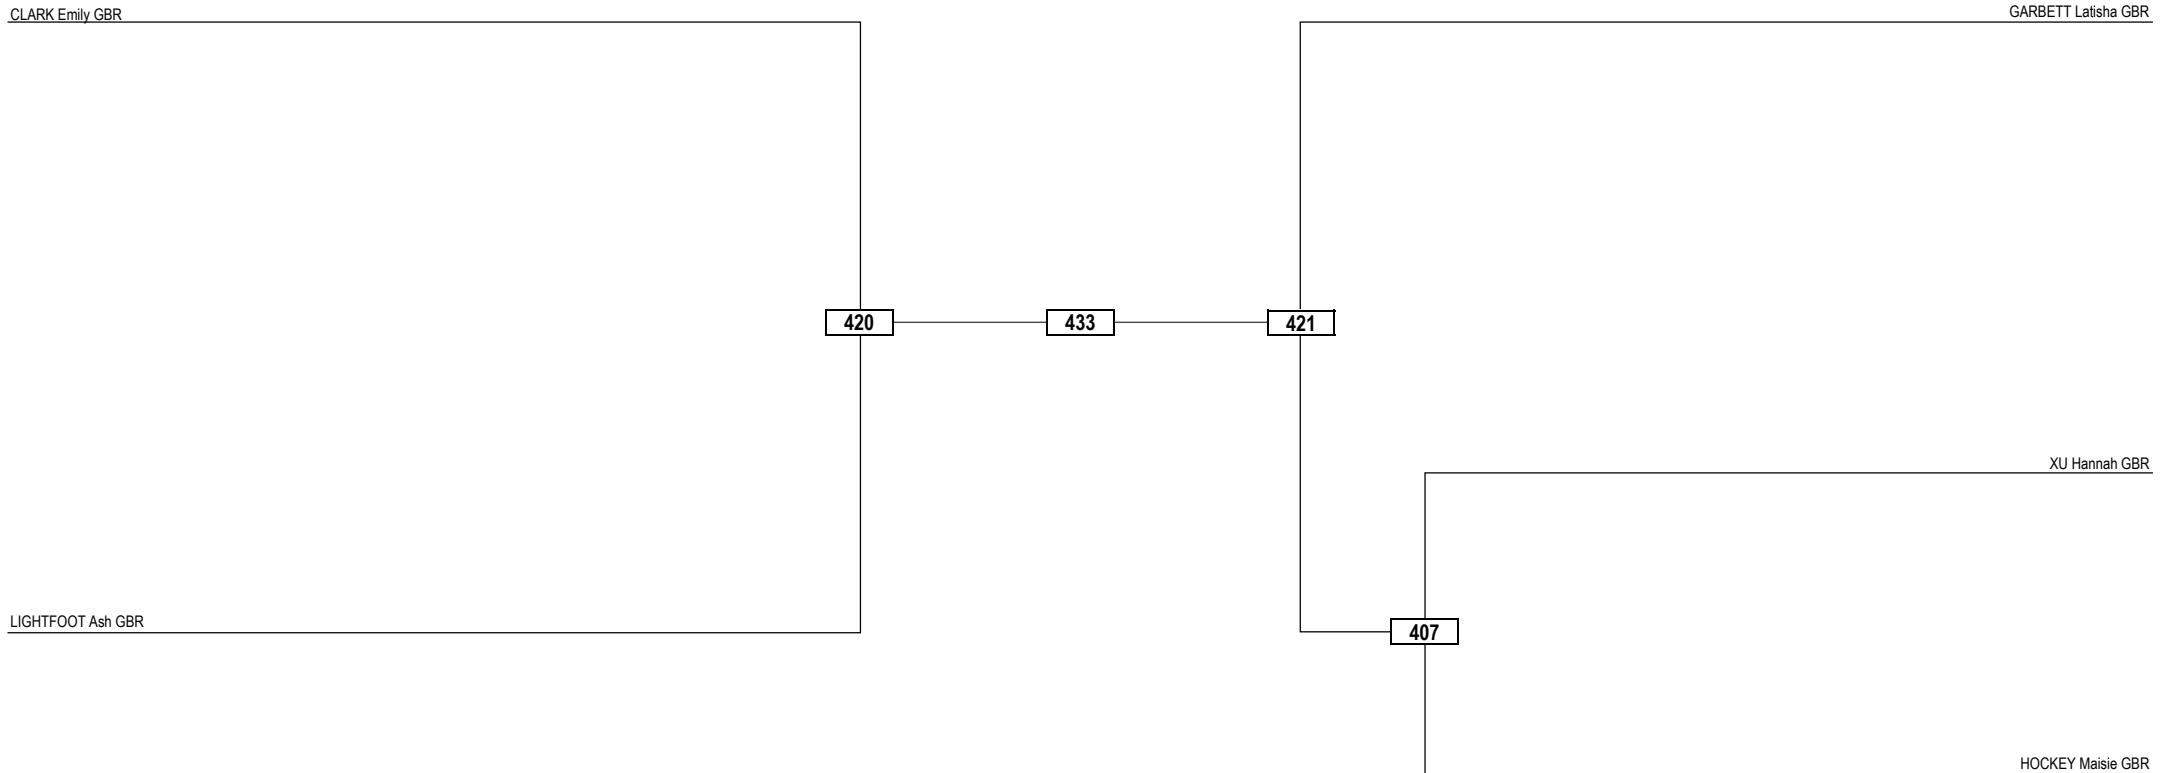 CLARK Emily GBR
GARBETT Latisha GBR
420
433
421
XU Hannah GBR
LIGHTFOOT Ash GBR
407
HOCKEY Maisie GBR